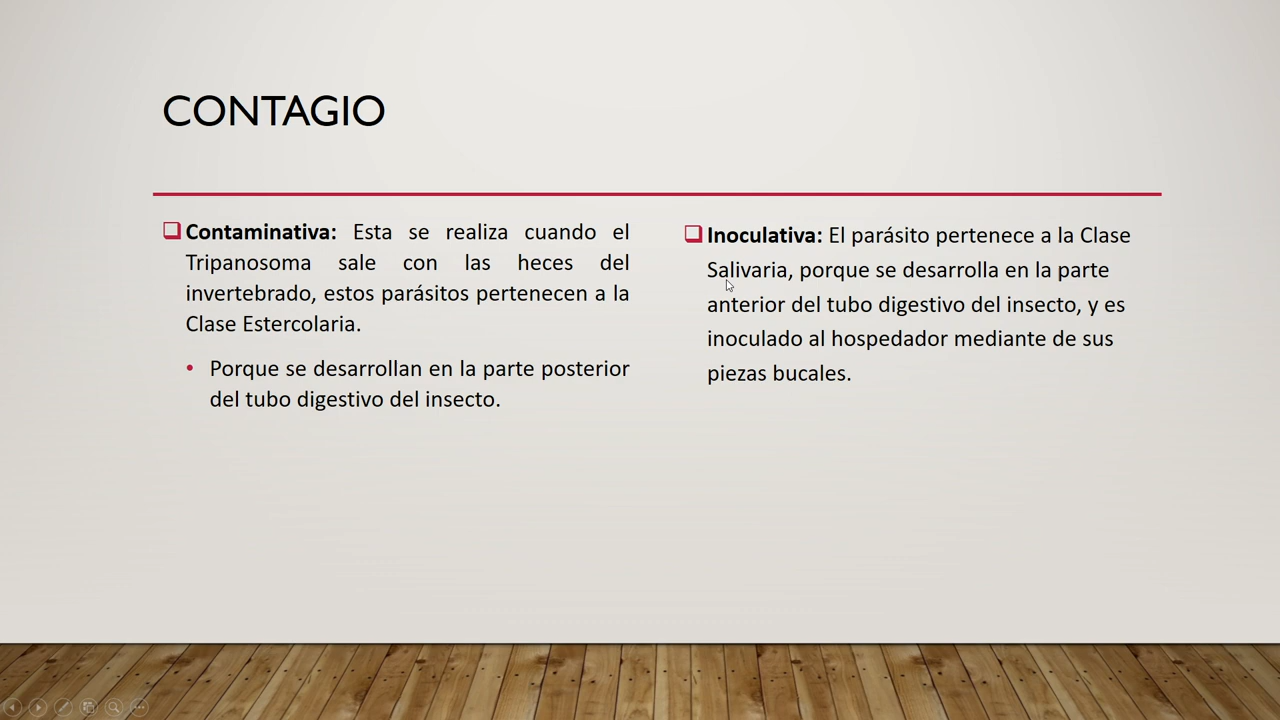 CONTAGIO
Contaminativa: Esta se realiza cuando el
Tripanosoma sale con las heces del
invertebrado, estos parásitos pertenecen a la
Clase Estercolaria.
Porque se desarrollan en la parte posterior
del tubo digestivo del insecto.
Inoculativa: El parásito pertenece a la Clase
Salivaria, porque se desarrolla en la parte
anterior del tubo digestivo del insecto, y es
inoculado al hospedador mediante de sus
piezas bucales.